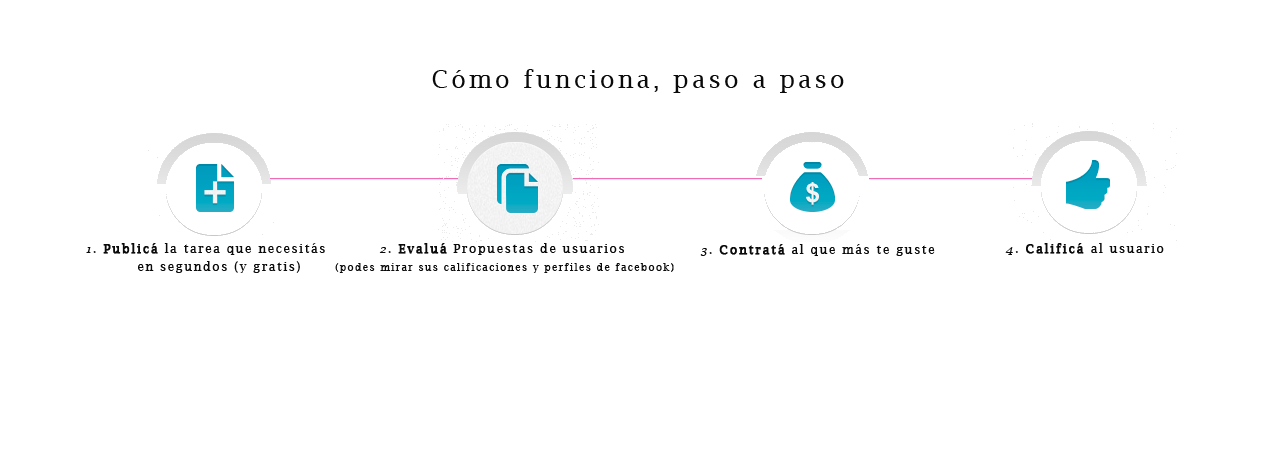 Cómo funciona, paso a paso
$
1. Publicá la tarea que necesitás
en segundos (y gratis)
2. Evaluá Propuestas de usuarios
(podes mirar sus calificaciones y perfiles de facebook)
3. Contratá al que más te guste
4. Calificá al usuario